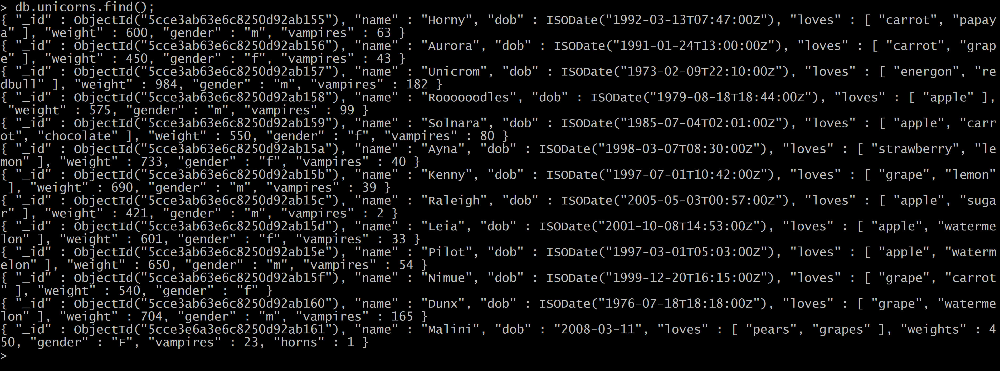 > db.unicorns.find();
{ "_id" : ObjectId("5cce3ab63e6c8250d92ab155"), "name" : "Horny", "dob" : ISODate("1992-03-13T07:47:00Z"), "loves" : [ "carrot", "papay
a" ], "weight" : 600, "gender" : "m", "vampires" : 63 }
{ "_id" : ObjectId("5cce3ab63e6c8250d92ab156"), "name" : "Aurora", "dob" : ISODate("1991-01-24T13:00:00Z"), "loves" : [ "carrot", "grap
e" ], "weight" : 450, "gender" : "f", "vampires" : 43 }
{ "_id" : ObjectId("5cce3ab63e6c8250d92ab157"), "name" : "Unicrom", "dob" : ISODate("1973-02-09T22:10:00Z"), "loves" : [ "energon", "re
dbull" ], "weight" : 984, "gender" : "m", "vampires" : 182 }
{ "_id" : ObjectId("5cce3ab63e6c8250d92ab158"), "name" : "Roooooodles", "dob" : ISODate("1979-08-18T18:44:00Z"), "loves" : [ "apple" ],
 "weight" : 575, "gender" : "m", "vampires" : 99 }
{ "_id" : ObjectId("5cce3ab63e6c8250d92ab159"), "name" : "Solnara", "dob" : ISODate("1985-07-04T02:01:00Z"), "loves" : [ "apple", "carr
ot", "chocolate" ], "weight" : 550, "gender" : "f", "vampires" : 80 }
{ "_id" : ObjectId("5cce3ab63e6c8250d92ab15a"), "name" : "Ayna", "dob" : ISODate("1998-03-07T08:30:00Z"), "loves" : [ "strawberry", "le
mon" ], "weight" : 733, "gender" : "f", "vampires" : 40 }
{ "_id" : ObjectId("5cce3ab63e6c8250d92ab15b"), "name" : "Kenny", "dob" : ISODate("1997-07-01T10:42:00Z"), "loves" : [ "grape", "lemon"
 ], "weight" : 690, "gender" : "m", "vampires" : 39 }
{ "_id" : ObjectId("5cce3ab63e6c8250d92ab15c"), "name" : "Raleigh", "dob" : ISODate("2005-05-03T00:57:00Z"), "loves" : [ "apple", "suga
r" ], "weight" : 421, "gender" : "m", "vampires" : 2 }
{ "_id" : ObjectId("5cce3ab63e6c8250d92ab15d"), "name" : "Leia", "dob" : ISODate("2001-10-08T14:53:00Z"), "loves" : [ "apple", "waterme
lon" ], "weight" : 601, "gender" : "f", "vampires" : 33 }
{ "_id" : ObjectId("5cce3ab63e6c8250d92ab15e"), "name" : "Pilot", "dob" : ISODate("1997-03-01T05:03:00Z"), "loves" : [ "apple", "waterm
elon" ], "weight" : 650, "gender" : "m", "vampires" : 54 }
{ "_id" : ObjectId("5cce3ab63e6c8250d92ab15f"), "name" : "Nimue", "dob" : ISODate("1999-12-20T16:15:00Z"), "loves" : [ "grape", "carrot
" ], "weight" : 540, "gender" : "f" }
{ "_id" : ObjectId("5cce3ab63e6c8250d92ab160"), "name" : "Dunx", "dob" : ISODate("1976-07-18T18:18:00Z"), "loves" : [ "grape", "waterme
lon" ], "weight" : 704, "gender" : "m", "vampires" : 165 }
{ "_id" : ObjectId("5cce3e6a3e6c8250d92ab161"), "name" : "Malini", "dob" : "2008-03-11", "loves" : [ "pears", "grapes" ], "weights" : 4
50, "gender" : "F", "vampires" : 23, "horns" : 1 }
>